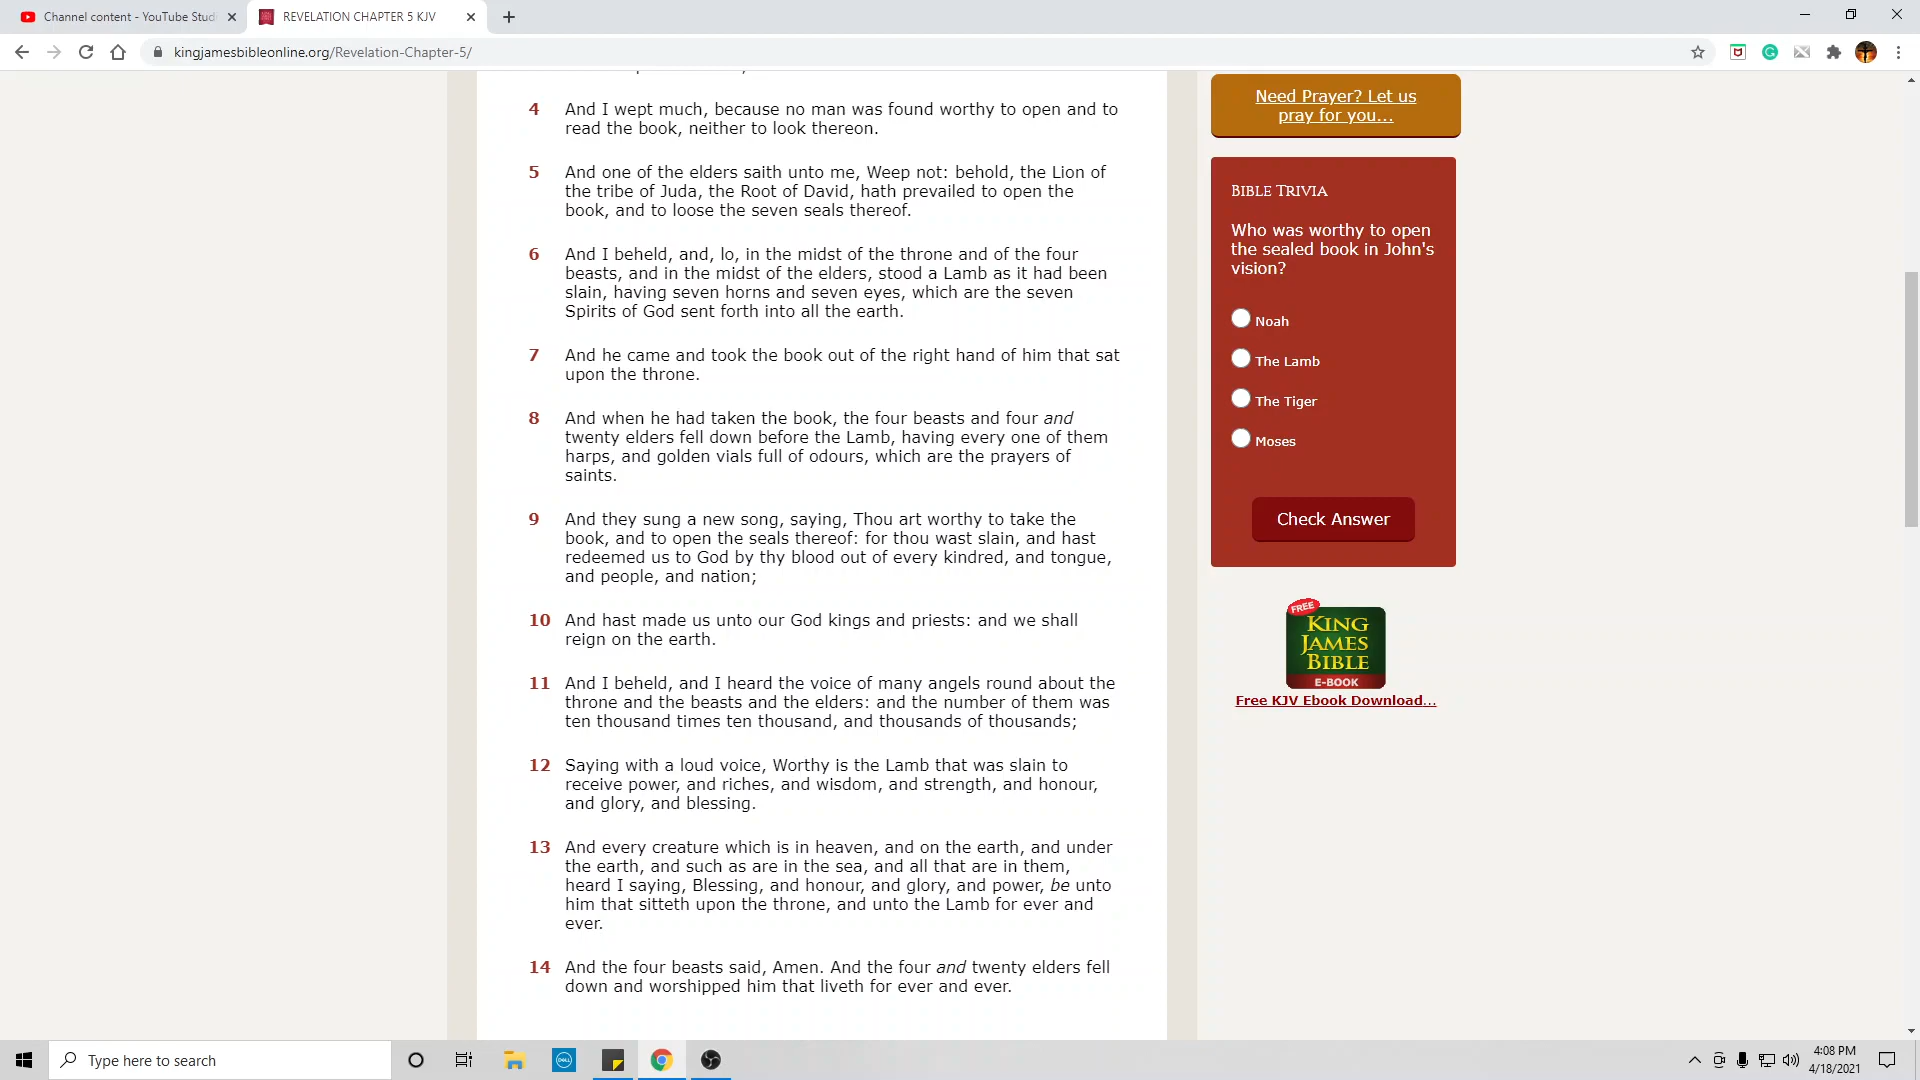 Channel content - YouTube Stud
REVELATION CHAPTER 5 KJV
kingjamesbibleonline.org/Revelation-Chapter-5/
4 And I wept much, because no man was found worthy to open and to
read the book, neither to look thereon.
5 And one of the elders saith unto me, Weep not: behold, the Lion of
the tribe of Juda, the Root of David, hath prevailed to open the
book, and to loose the seven seals thereof.
6 And I beheld, and, lo, in the midst of the throne and of the four
beasts, and in the midst of the elders, stood a Lamb as it had been
slain, having seven horns and seven eyes, which are the seven
Spirits of God sent forth into all the earth.
7 And he came and took the book out of the right hand of him that sat
upon the throne.
8 And when he had taken the book, the four beasts and four and
twenty elders fell down before the Lamb, having every one of them
harps, and golden vials full of odours, which are the prayers of
saints.
9 And they sung a new song, saying, Thou art worthy to take the
book, and to open the seals thereof: for thou wast slain, and hast
redeemed us to God by thy blood out of every kindred, and tongue,
and people, and nation;
10 And hast made us unto our God kings and priests: and we shall
reign on the earth.
11 And I beheld, and I heard the voice of many angels round about the
throne and the beasts and the elders: and the number of them was
ten thousand times ten thousand, and thousands of thousands;
12 Saying with a loud voice, Worthy is the Lamb that was slain to
receive power, and riches, and wisdom, and strength, and honour,
and glory, and blessing.
13 And every creature which is in heaven, and on the earth, and under
the earth, and such as are in the sea, and all that are in them,
heard I saying, Blessing, and honour, and glory, and power, be unto
him that sitteth upon the throne, and unto the Lamb for ever and
ever.
14 And the four beasts said, Amen. And the four and twenty elders fell
down and worshipped him that liveth for ever and ever.
Need Prayer? Let us
pray for you...
BIBLE TRIVIA
Who was worthy to open
the sealed book in John's
vision?
Noah
The Lamb
The Tiger
Moses
Check Answer
FREE
KING
JAMES
BIBLE
E-BOOK
Free KJV Ebook Download...
Type here to search
DELL
4:08 PM
4/18/2021